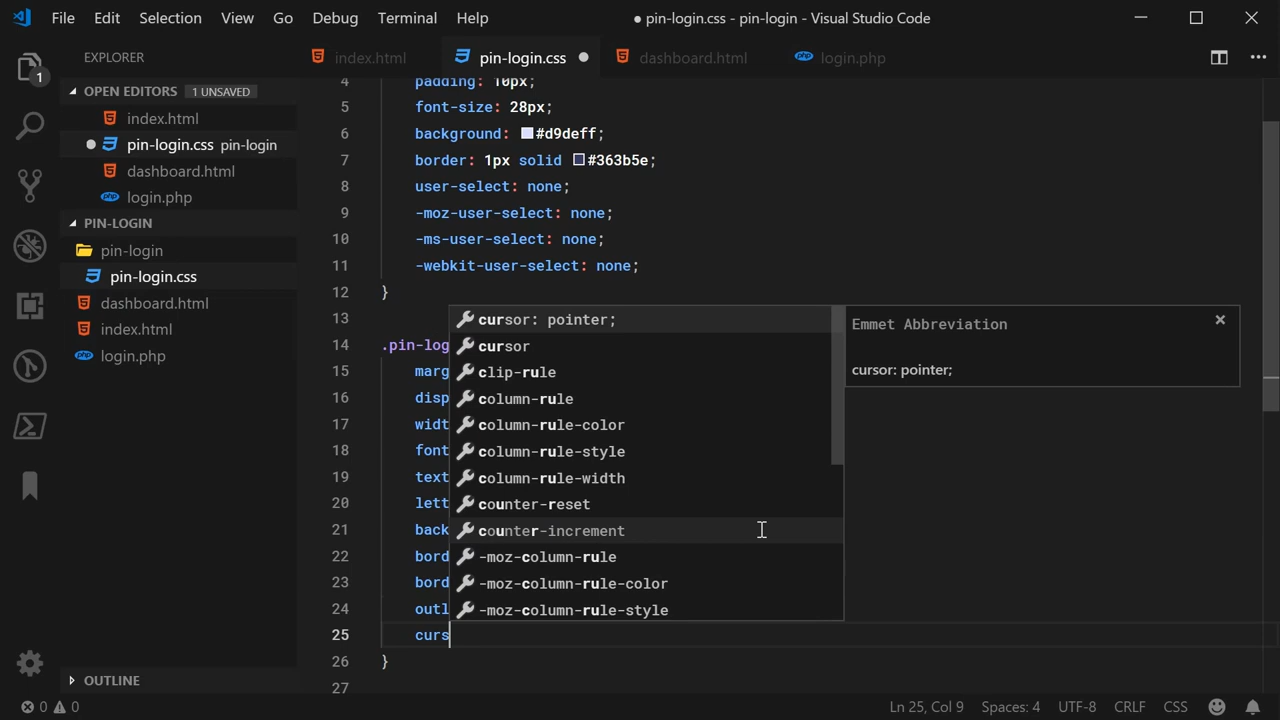 File Edit Selection View Go Debug Terminal Help
● pin-login.css - pin-login - Visual Studio Code
EXPLORER
index.html
pin-login.css
dashboard.html
login.php
1
OPEN EDITORS 1 UNSAVED
index.html
pin-login.css pin-login
dashboard.html
login.php
PIN-LOGIN
pin-login
pin-login.css
dashboard.html
index.html
login.php
OUTLINE
4 padding: 10px;
5 font-size: 28px;
6 background: #d9deff;
7 border: 1px solid #363b5e;
8 user-select: none;
9 -moz-user-select: none;
10 -ms-user-select: none;
11 -webkit-user-select: none;
12 }
13
14 .pin-log
15 marg
16 disp
17 widt
18 font
19 text
20 lett
21 back
22 bord
23 bord
24 outl
25 curs
26 }
27
cursor: pointer;
cursor
clip-rule
column-rule
column-rule-color
column-rule-style
column-rule-width
counter-reset
counter-increment
-moz-column-rule
-moz-column-rule-color
-moz-column-rule-style
Emmet Abbreviation
cursor: pointer;
0 0
Ln 25, Col 9 Spaces: 4 UTF-8 CRLF CSS